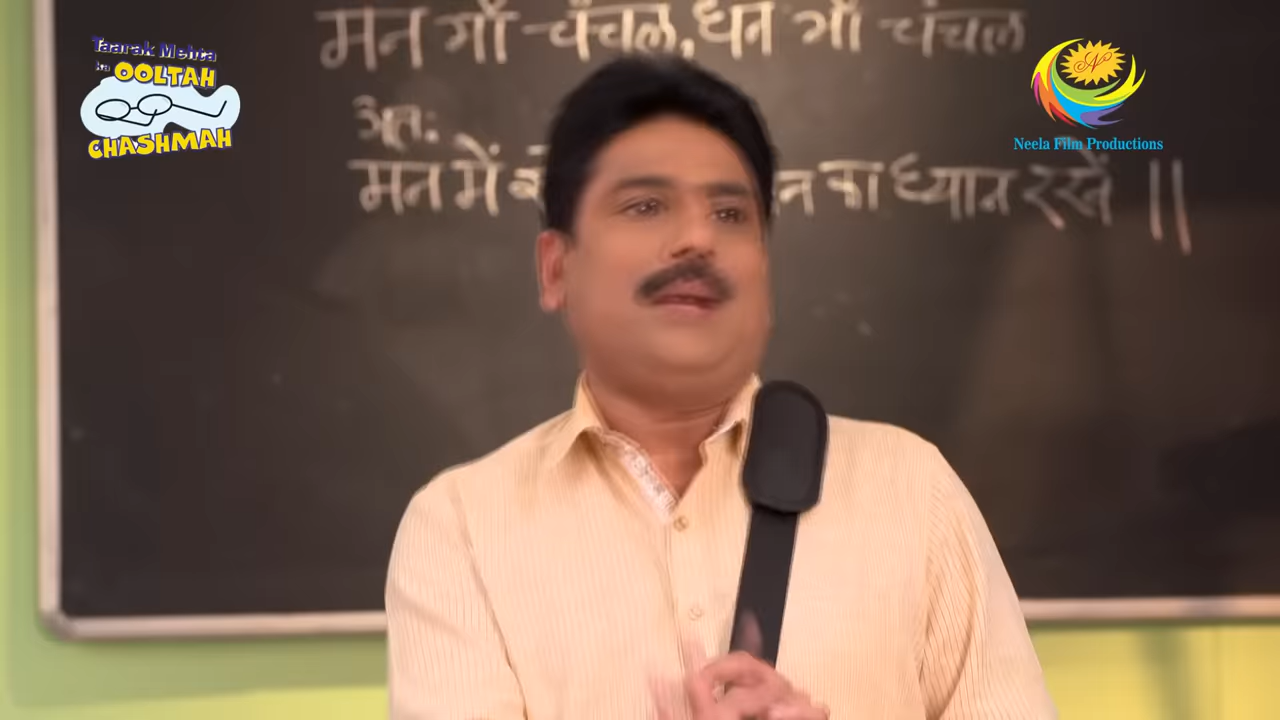 Taarak Mehta
ka OOLTAH
CHASHMAH
Neela Film Productions
मन भी चंचल, धन भी चंचल
अतः
मन में का ध्यान रखें ||